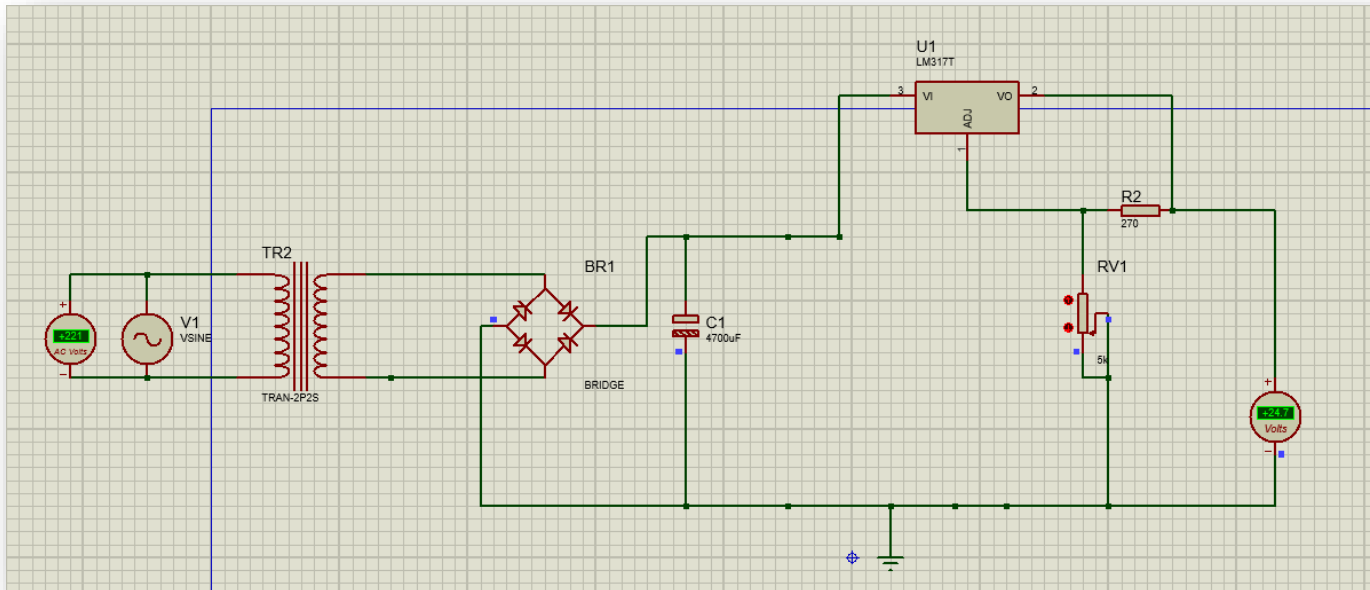 U1
LM317T
3
VI
VO
2
ADJ
1
R2
270
TR2
BR1
RV1
+
+221
AC Volts
−
V1
VSINE
C1
4700uF
5k
BRIDGE
TRAN-2P2S
+
+24.7
Volts
−